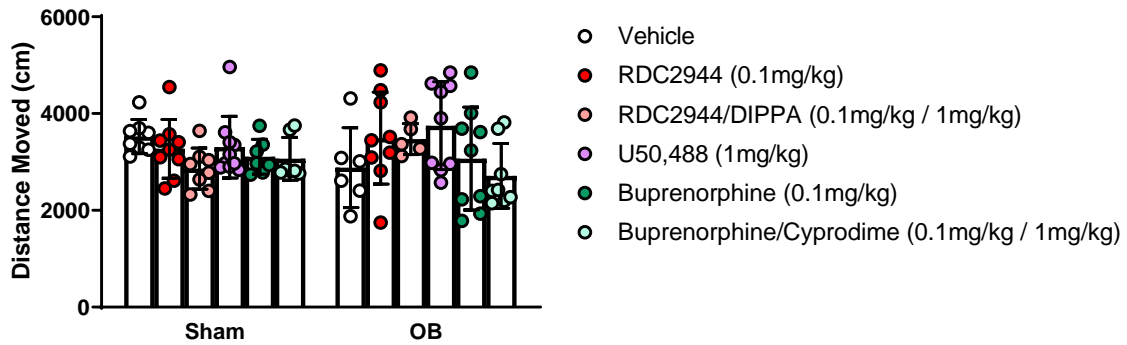 Distance Moved (cm)
6000
4000
2000
0
Sham
OB
Vehicle
RDC2944 (0.1mg/kg)
RDC2944/DIPPA (0.1mg/kg / 1mg/kg)
U50,488 (1mg/kg)
Buprenorphine (0.1mg/kg)
Buprenorphine/Cyprodime (0.1mg/kg / 1mg/kg)